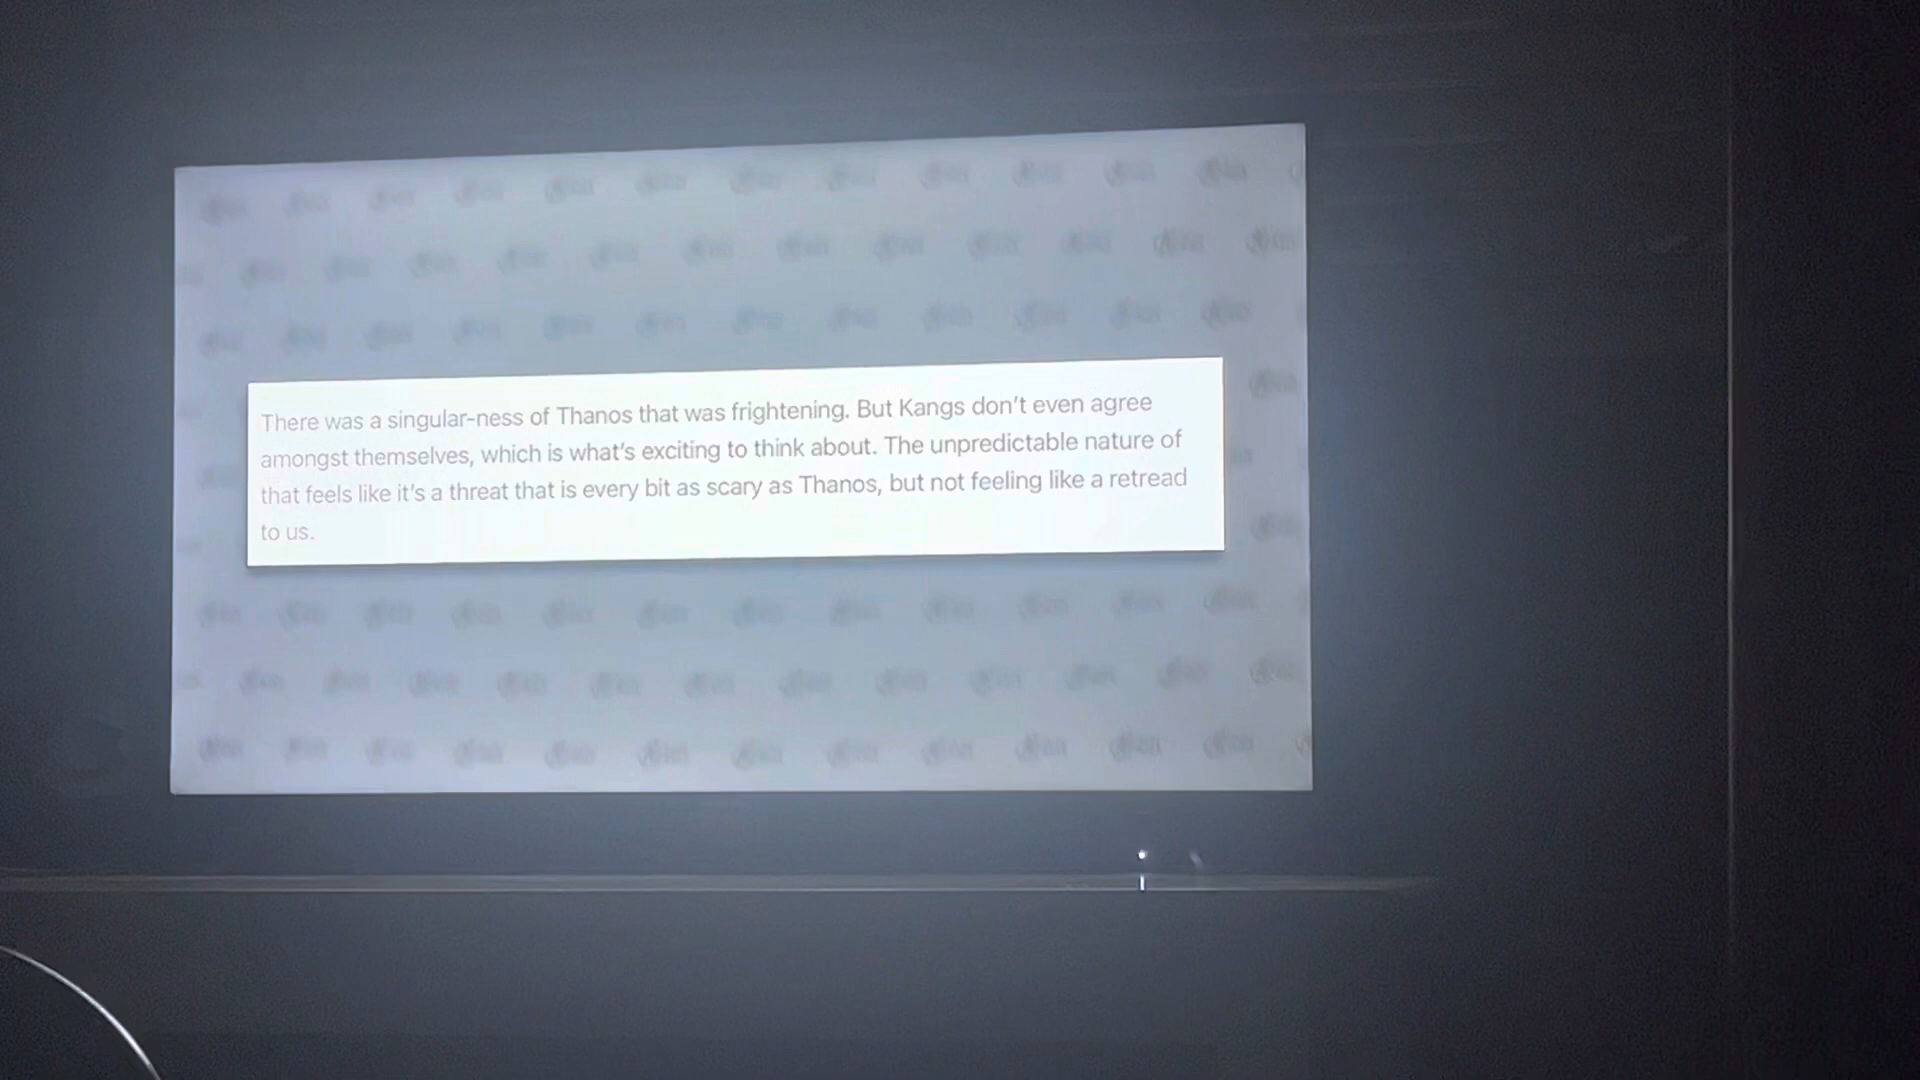 There was a singular-ness of Thanos that was frightening. But Kangs don't even agree
amongst themselves, which is what's exciting to think about. The unpredictable nature of
that feels like it's a threat that is every bit as scary as Thanos, but not feeling like a retread
to us.